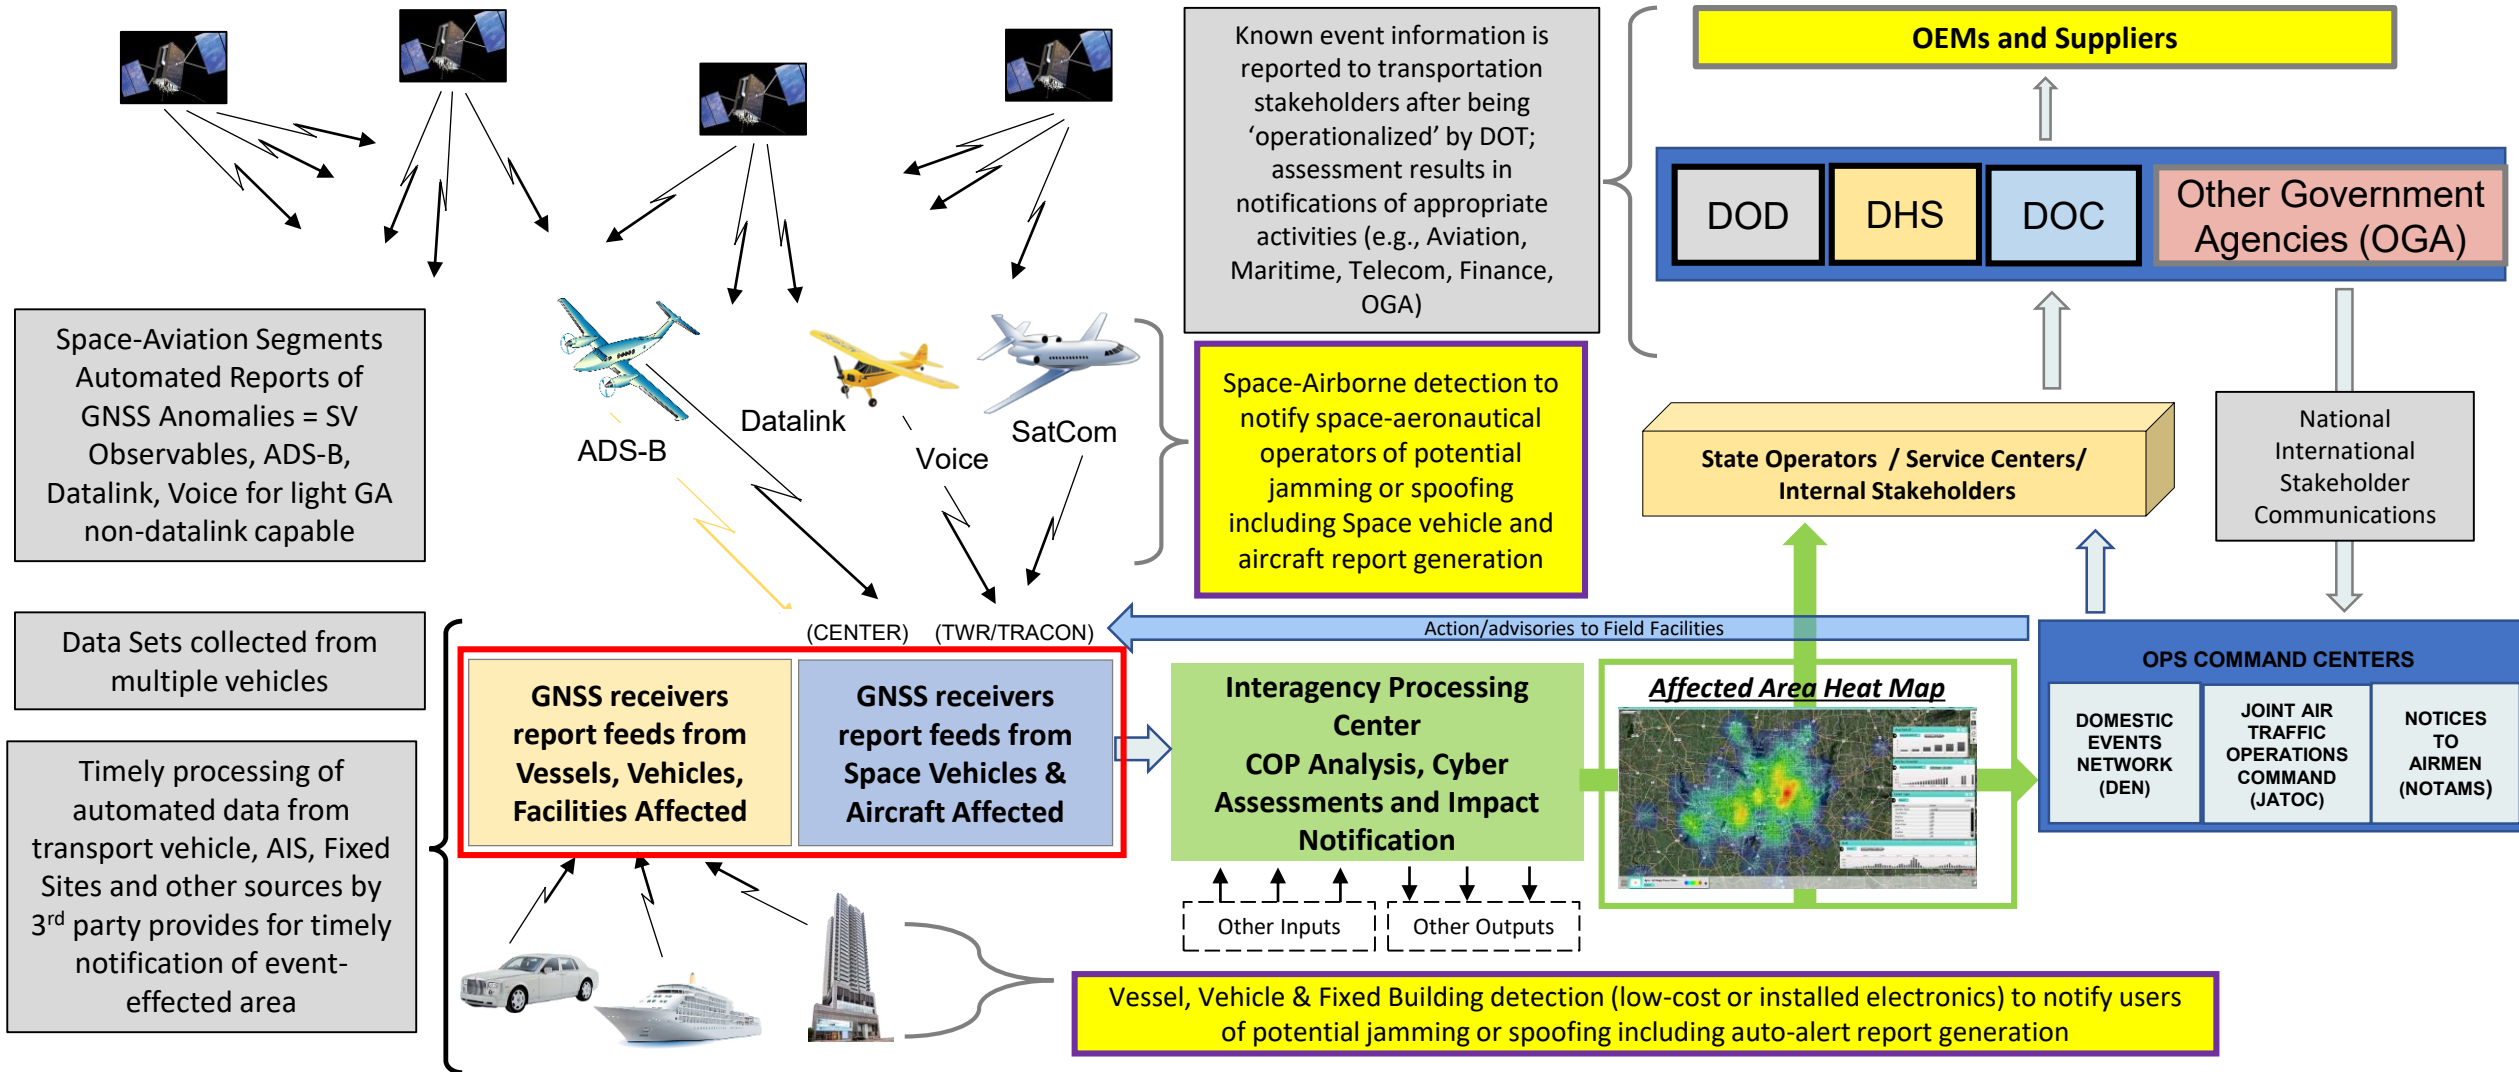 Known event information is
reported to transportation
stakeholders after being
‘operationalized’ by DOT;
assessment results in
notifications of appropriate
activities (e.g., Aviation,
Maritime, Telecom, Finance,
OGA)
OEMs and Suppliers
DOD
DHS
DOC
Other Government
Agencies (OGA)
Space-Aviation Segments
Automated Reports of
GNSS Anomalies = SV
Observables, ADS-B,
Datalink, Voice for light GA
non-datalink capable
ADS-B
Datalink
Voice
SatCom
Space-Airborne detection to
notify space-aeronautical
operators of potential
jamming or spoofing
including Space vehicle and
aircraft report generation
State Operators / Service Centers/
Internal Stakeholders
National
International
Stakeholder
Communications
Data Sets collected from
multiple vehicles
(CENTER)
(TWR/TRACON)
Action/advisories to Field Facilities
GNSS receivers
report feeds from
Vessels, Vehicles,
Facilities Affected
GNSS receivers
report feeds from
Space Vehicles &
Aircraft Affected
Interagency Processing
Center
COP Analysis, Cyber
Assessments and Impact
Notification
Affected Area Heat Map
OPS COMMAND CENTERS
DOMESTIC
EVENTS
NETWORK
(DEN)
JOINT AIR
TRAFFIC
OPERATIONS
COMMAND
(JATOC)
NOTICES
TO
AIRMEN
(NOTAMS)
Timely processing of
automated data from
transport vehicle, AIS, Fixed
Sites and other sources by
3rd party provides for timely
notification of event-
effected area
Other Inputs
Other Outputs
Vessel, Vehicle & Fixed Building detection (low-cost or installed electronics) to notify users
of potential jamming or spoofing including auto-alert report generation